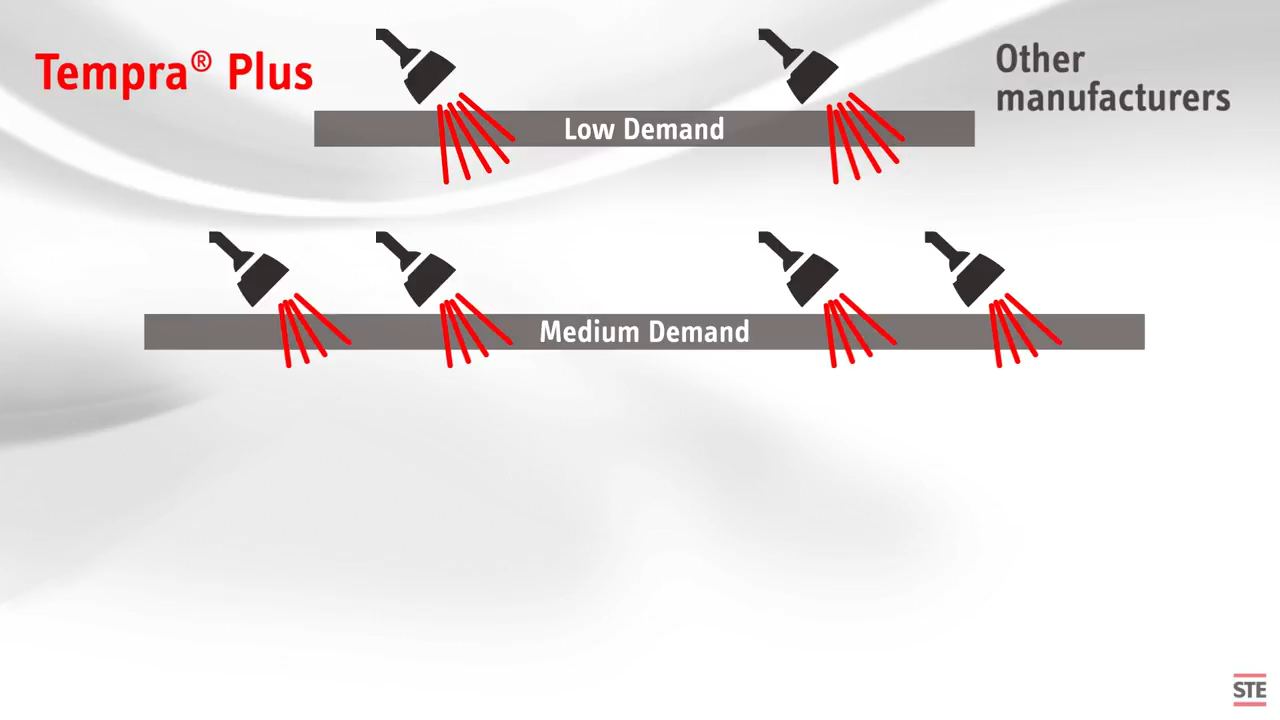 Tempra® Plus
Other
manufacturers
Low Demand
Medium Demand
STE